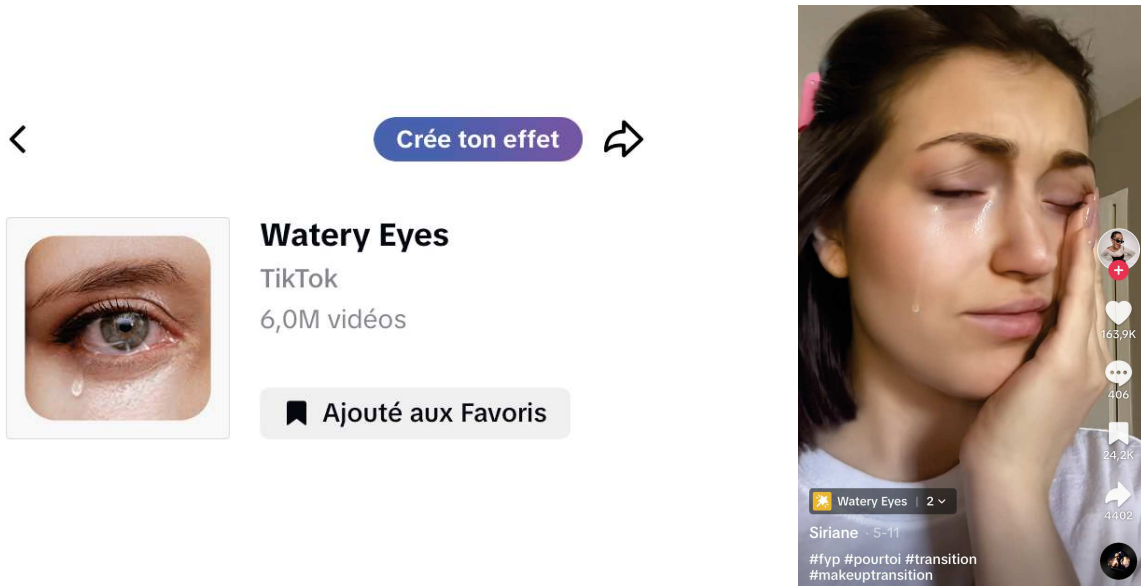 Crée ton effet
Watery Eyes
TikTok
6,0M vidéos
Ajouté aux Favoris
163,9K
406
24,2K
4402
Watery Eyes | 2
Siriane · 5-11
#fyp #pourtoi #transition
#makeuptransition